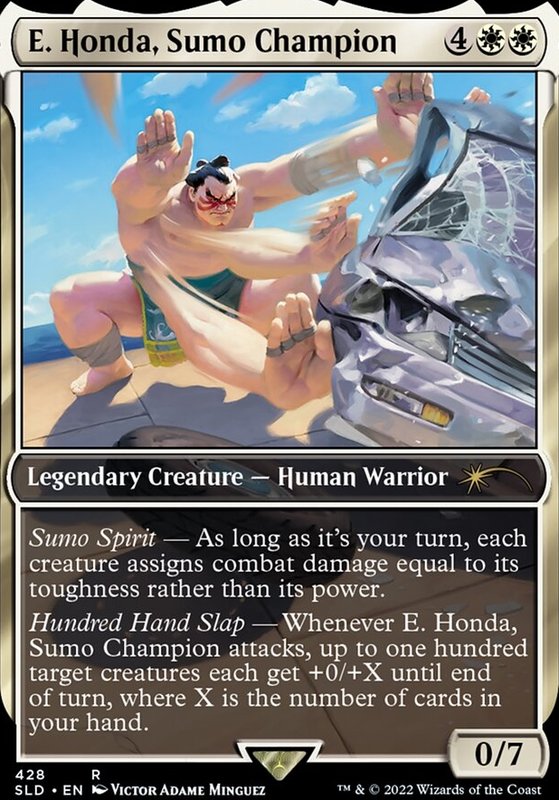 E. Honda, Sumo Champion 4
Legendary Creature — Human Warrior
Sumo Spirit — As long as it's your turn, each
creature assigns combat damage equal to its
toughness rather than its power.
Hundred Hand Slap — Whenever E. Honda,
Sumo Champion attacks, up to one hundred
target creatures each get +0/+X until end
of turn, where X is the number of cards in
your hand.
0/7
428 R
SLD • EN Victor Adame Minguez
™ & © 2022 Wizards of the Coast